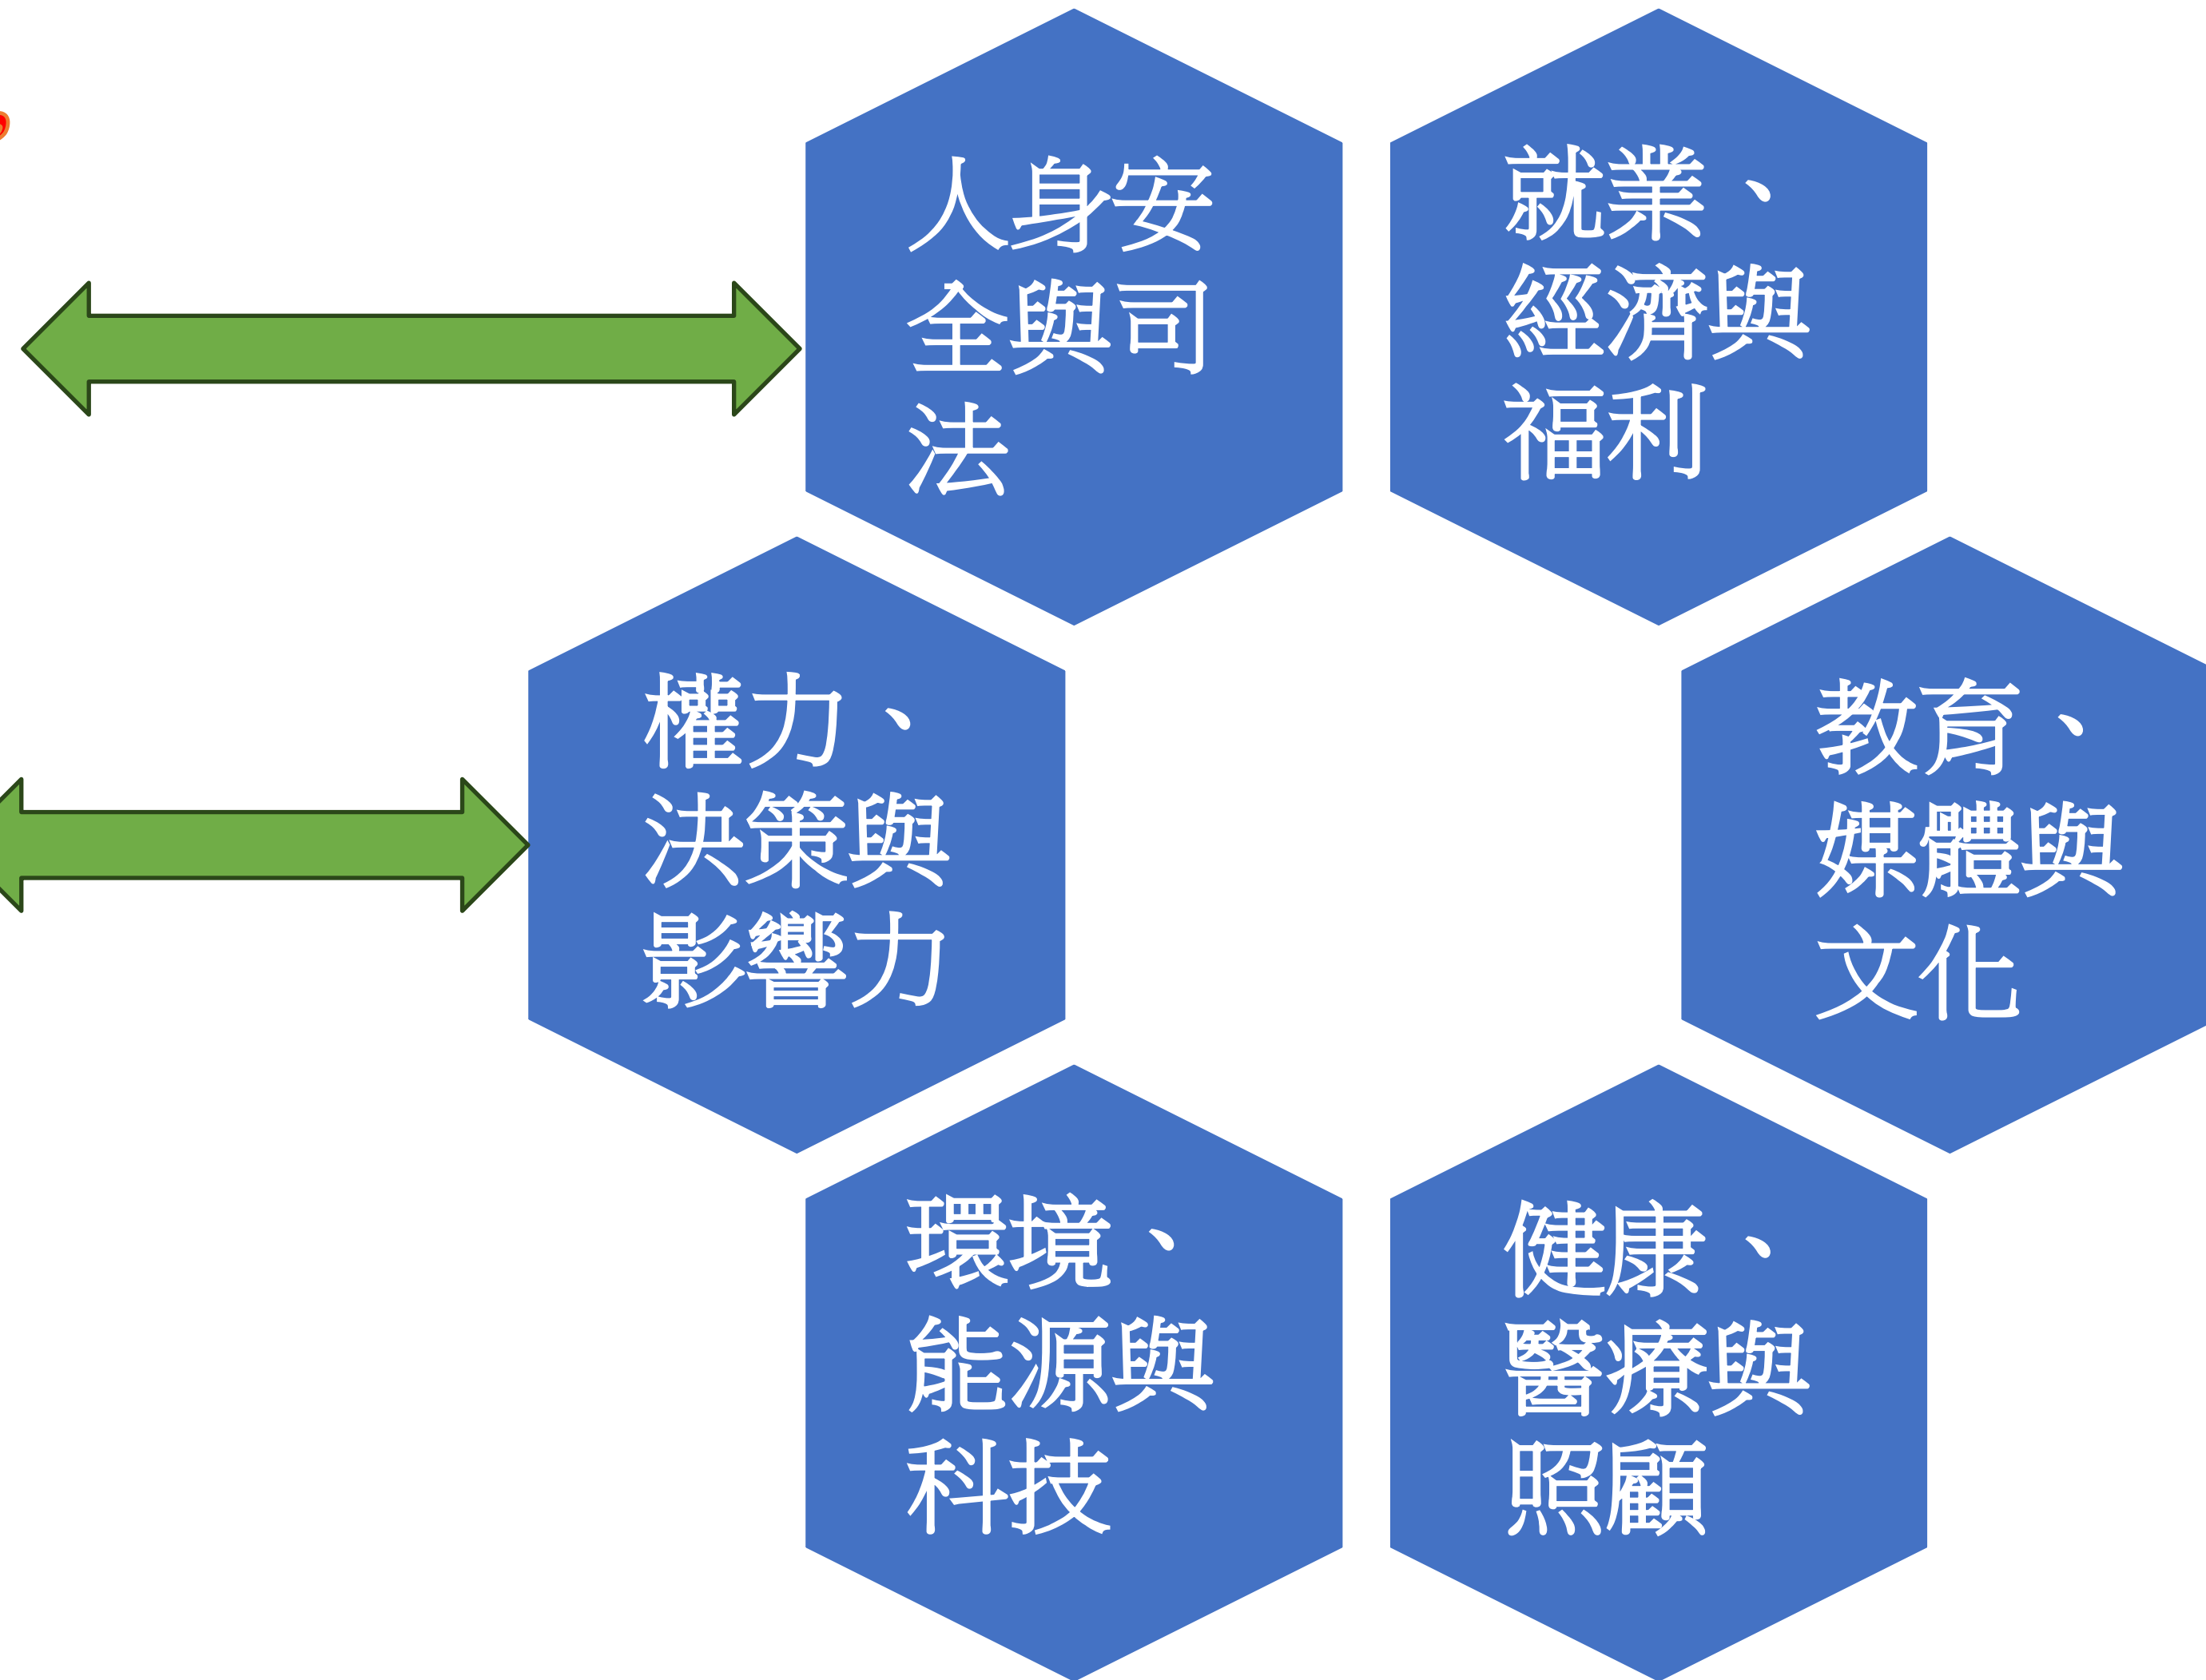 人身安
全與司
法
就業、
經濟與
福利
權力、
決策與
影響力
教育、
媒體與
文化
環境、
能源與
科技
健康、
醫療與
照顧